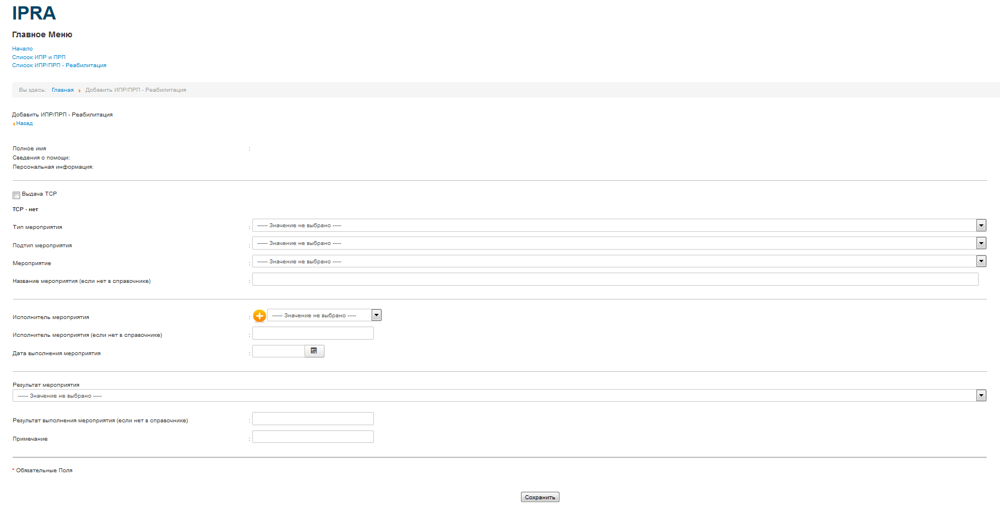 IPRA
Главное Меню
Начало
Список ИПР и ПРП
Список ИПР/ПРП - Реабилитация
Вы здесь: Главная Добавить ИПР/ПРП - Реабилитация
Добавить ИПР/ПРП - Реабилитация
Назад
Полное имя :
Сведения о помощи:
Персональная информация:
Выдача ТСР
ТСР - нет
Тип мероприятия : ------ Значение не выбрано -----
Подтип мероприятия : ------ Значение не выбрано -----
Мероприятие : ------ Значение не выбрано -----
Название мероприятия (если нет в справочнике) :
Исполнитель мероприятия : ------ Значение не выбрано -----
Исполнитель мероприятия (если нет в справочнике) :
Дата выполнения мероприятия :
Результат мероприятия
------ Значение не выбрано -----
Результат выполнения мероприятия (если нет в справочнике) :
Примечание :
* Обязательные Поля
Сохранить